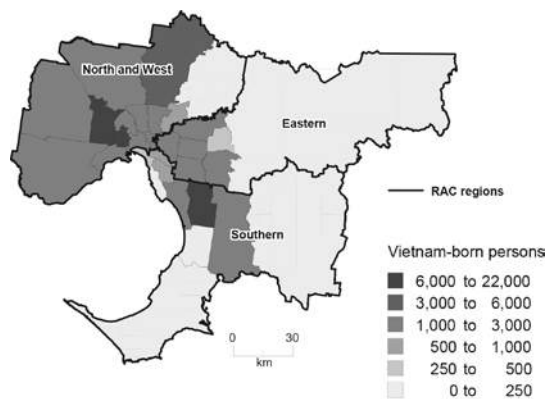 North and West
Eastern
RAC regions
Southern
Vietnam-born persons
6,000 to 22,000
3,000 to 6,000
1,000 to 3,000
500 to 1,000
250 to 500
0 to 250
0 30
km